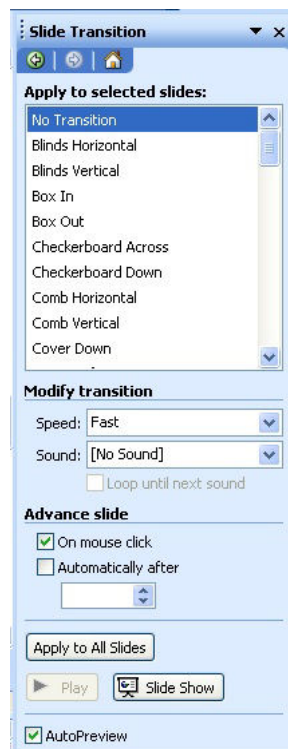 Slide Transition
Apply to selected slides:
No Transition
Blinds Horizontal
Blinds Vertical
Box In
Box Out
Checkerboard Across
Checkerboard Down
Comb Horizontal
Comb Vertical
Cover Down
Modify transition
Speed: Fast
Sound: [No Sound]
Loop until next sound
Advance slide
On mouse click
Automatically after
Apply to All Slides
Play Slide Show
AutoPreview